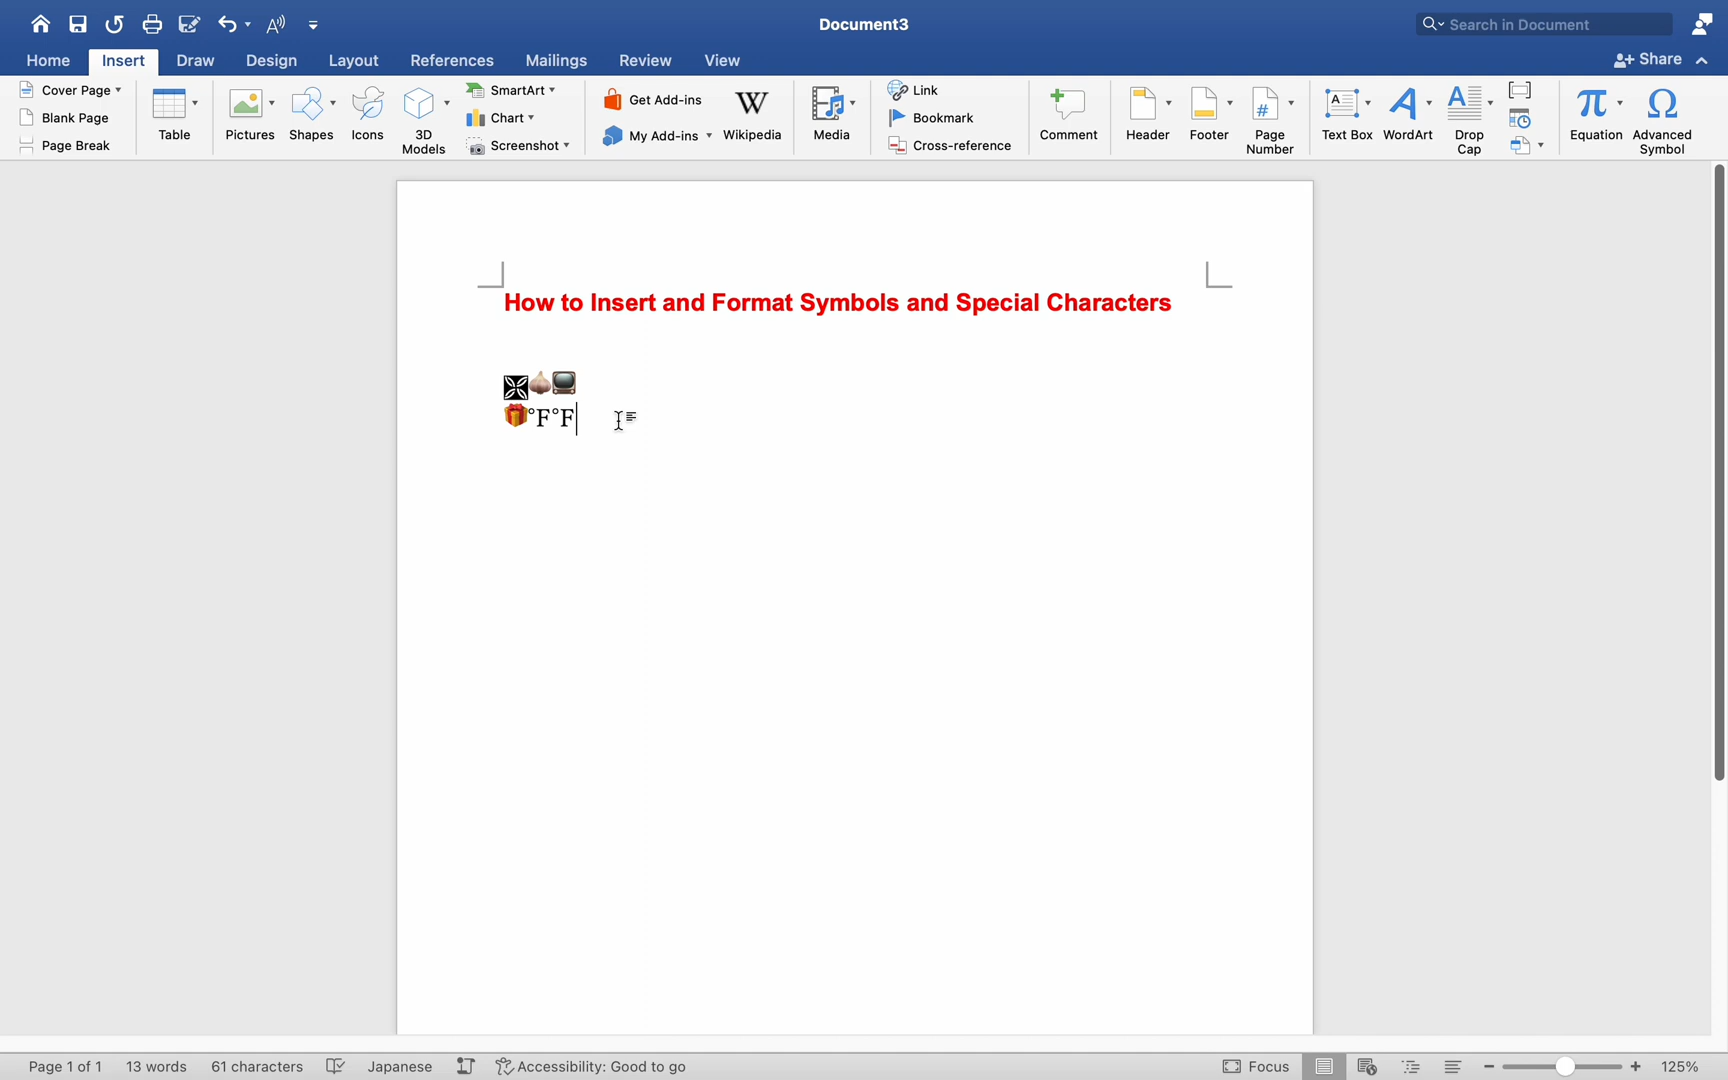 Document3
Search in Document
Home Insert Draw Design Layout References Mailings Review View
Share
Cover Page
Blank Page
Page Break
Table
Pictures
Shapes
Icons
3D Models
SmartArt
Chart
Screenshot
Get Add-ins
My Add-ins
W
Wikipedia
Media
Link
Bookmark
Cross-reference
Comment
Header
Footer
#
Page Number
Text Box
WordArt
Drop Cap
π
Equation
Ω
Advanced Symbol
How to Insert and Format Symbols and Special Characters
🧄📺
🎁°F°F
Page 1 of 1 13 words 61 characters Japanese Accessibility: Good to go Focus 125%